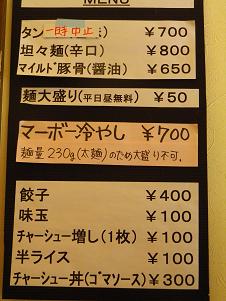 MENU
タン 一時中止 ￥700
坦々麺(辛口) ￥800
マイルド豚骨(醤油) ￥650
麺大盛り(平日昼無料) ￥50
マーボー冷やし ￥700
麺量230g(太麺)のため大盛り不可.
餃子 ￥400
味玉 ￥100
チャーシュー増し(1枚) ￥100
半ライス ￥100
チャーシュー丼(ゴマソース) ￥300